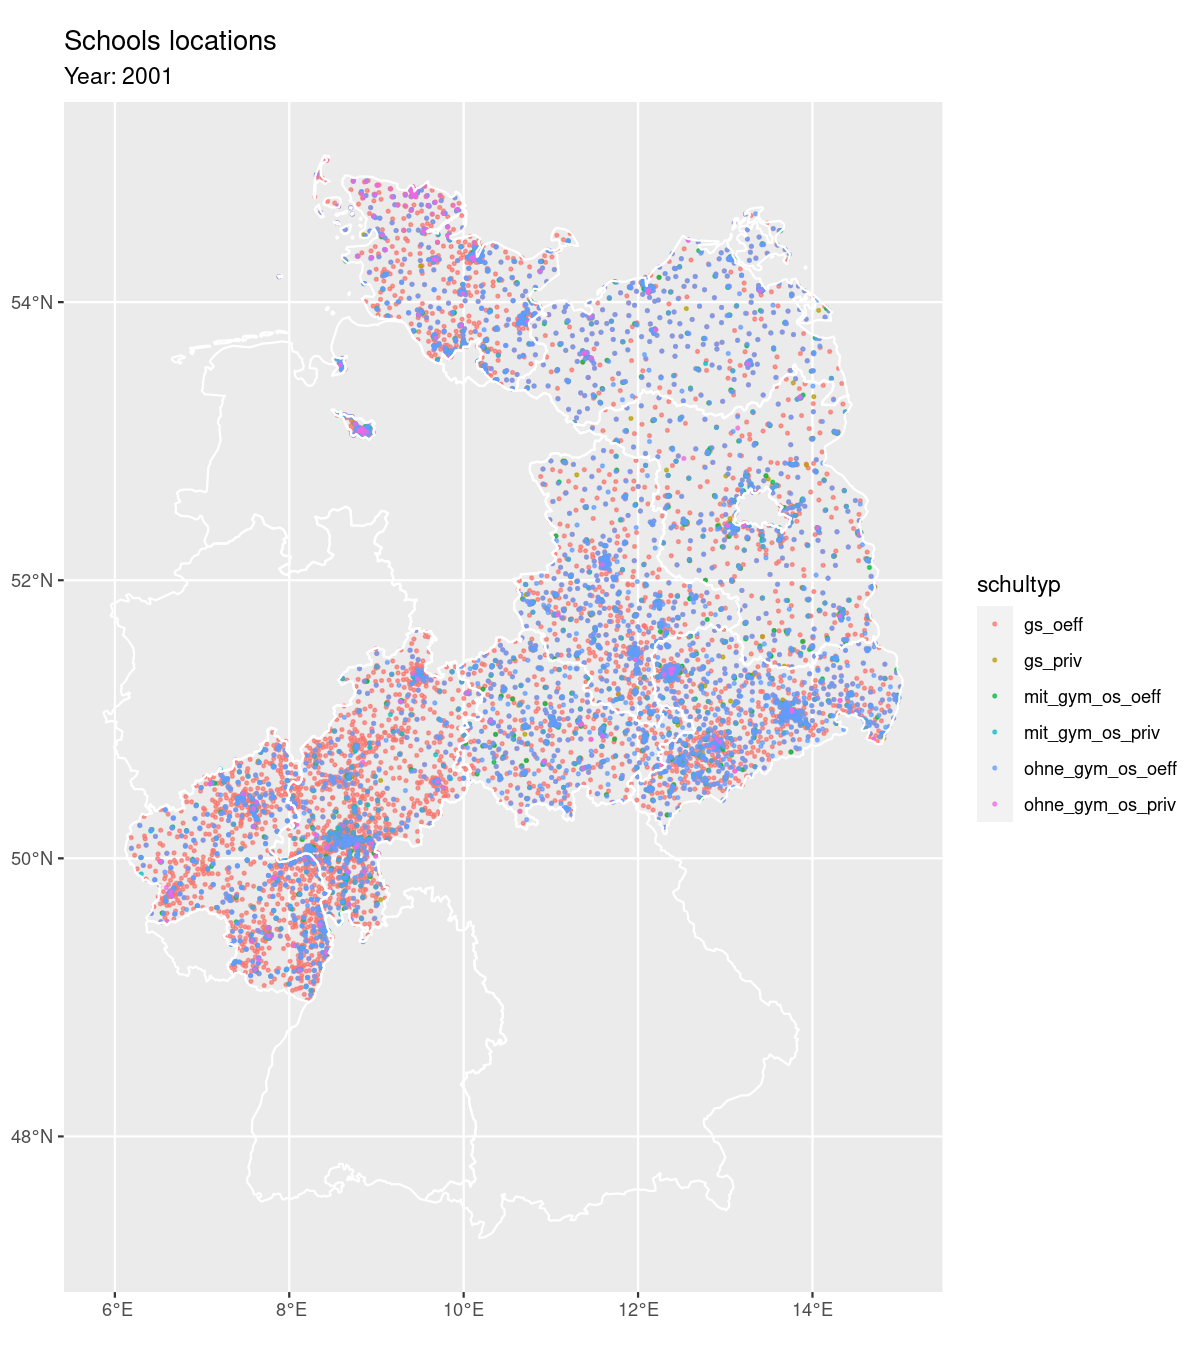 Schools locations
Year: 2001
54°N
52°N
50°N
48°N
6°E
8°E
10°E
12°E
14°E
schultyp
gs_oeff
gs_priv
mit_gym_os_oeff
mit_gym_os_priv
ohne_gym_os_oeff
ohne_gym_os_priv